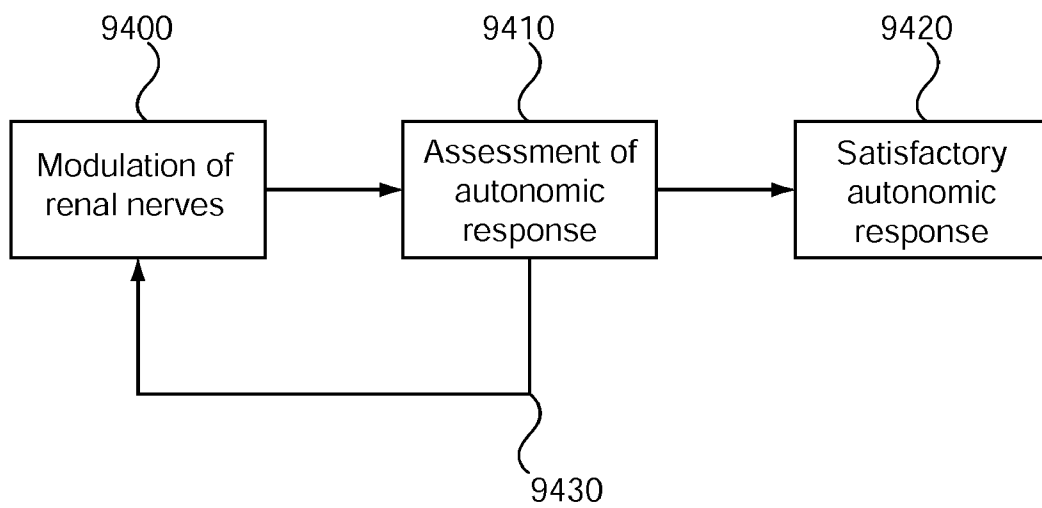 9400
9410
9420
Modulation of
renal nerves
Assessment of
autonomic
response
Satisfactory
autonomic
response
9430